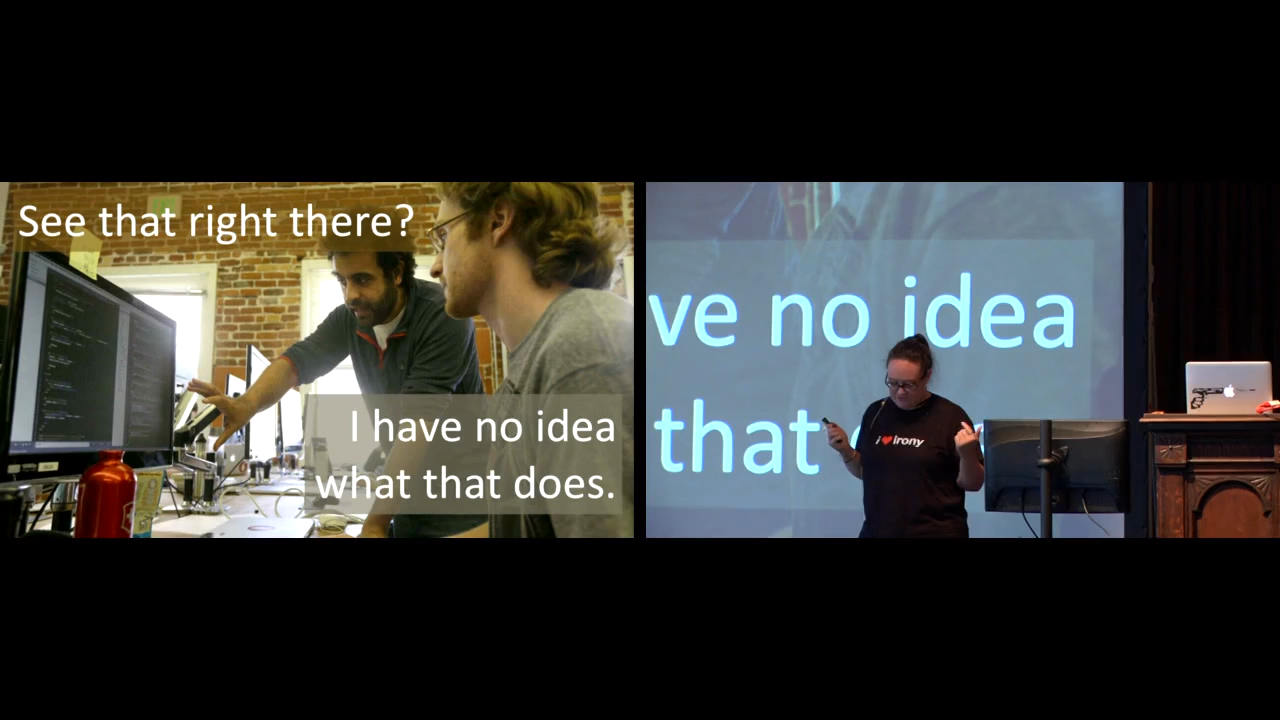 See that right there?
I have no idea
what that does.
ve no idea
that
i ❤ irony